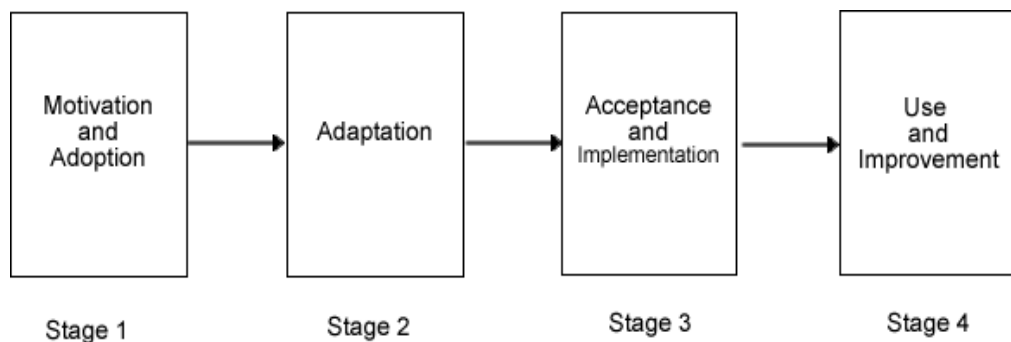 Motivation
and
Adoption
Adaptation
Acceptance
and
Implementation
Use
and
Improvement
Stage 1
Stage 2
Stage 3
Stage 4